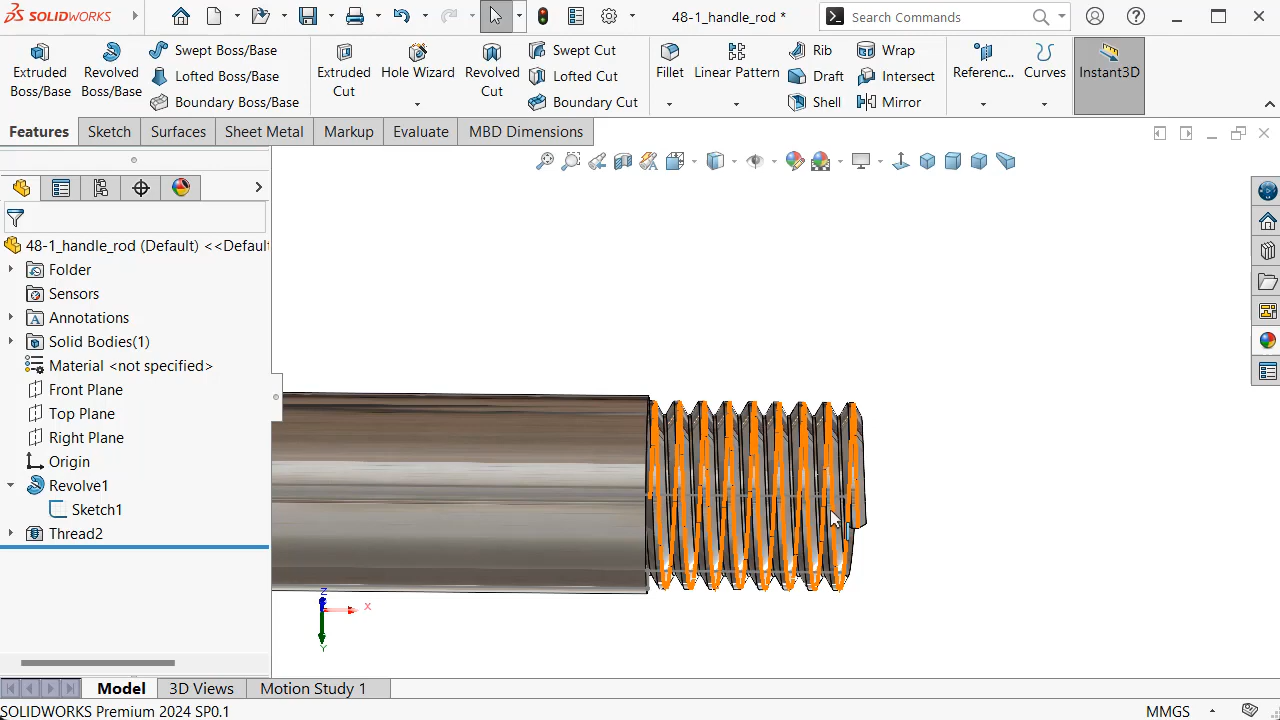 SOLIDWORKS
48-1_handle_rod *
Search Commands
Extruded Boss/Base
Revolved Boss/Base
Swept Boss/Base
Lofted Boss/Base
Boundary Boss/Base
Extruded Cut
Hole Wizard
Revolved Cut
Swept Cut
Lofted Cut
Boundary Cut
Fillet
Linear Pattern
Rib
Draft
Shell
Wrap
Intersect
Mirror
Referenc...
Curves
Instant3D
Features
Sketch
Surfaces
Sheet Metal
Markup
Evaluate
MBD Dimensions
48-1_handle_rod (Default) <<Defaul
Folder
Sensors
Annotations
Solid Bodies(1)
Material <not specified>
Front Plane
Top Plane
Right Plane
Origin
Revolve1
Sketch1
Thread2
Z
X
Y
Model
3D Views
Motion Study 1
SOLIDWORKS Premium 2024 SP0.1
MMGS